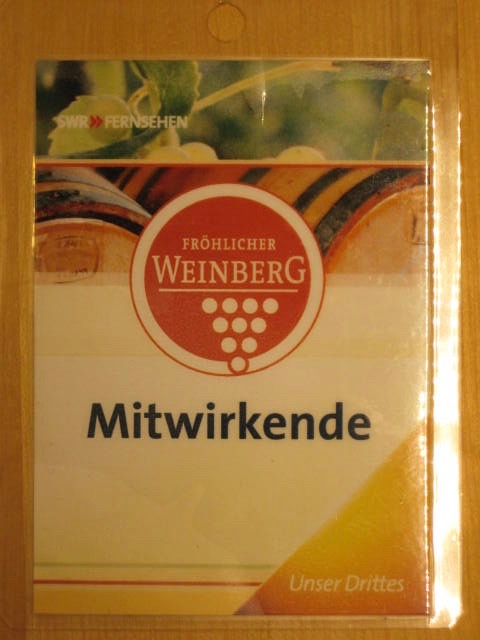 SWR»FERNSEHEN
FRÖHLICHER
WEINBERG
Mitwirkende
Unser Drittes